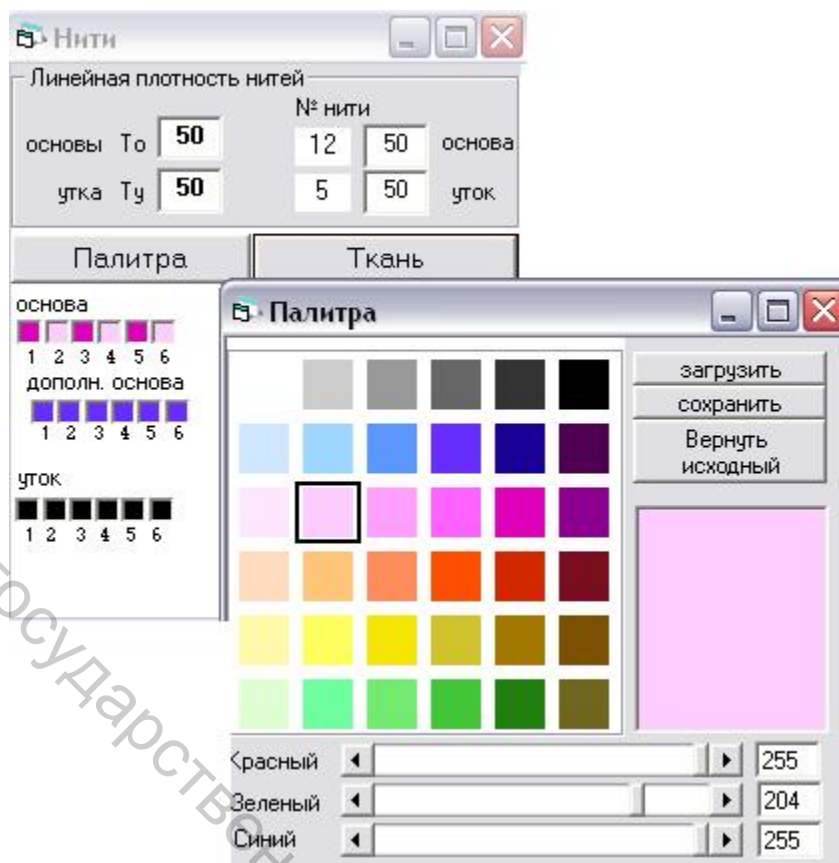 Нити
Линейная плотность нитей
№ нити
основы То 50 12 50 основа
утка Ту 50 5 50 уток
Палитра Ткань
основа
1 2 3 4 5 6
дополн. основа
1 2 3 4 5 6
уток
1 2 3 4 5 6
Палитра
загрузить
сохранить
Вернуть
исходный
Красный 255
Зеленый 204
Синий 255
государствен